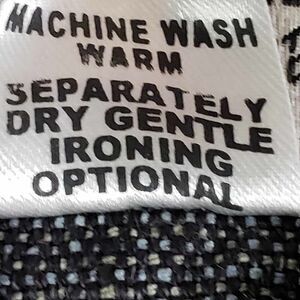 MACHINE WASH
WARM
SEPARATELY
DRY GENTLE
IRONING
OPTIONAL